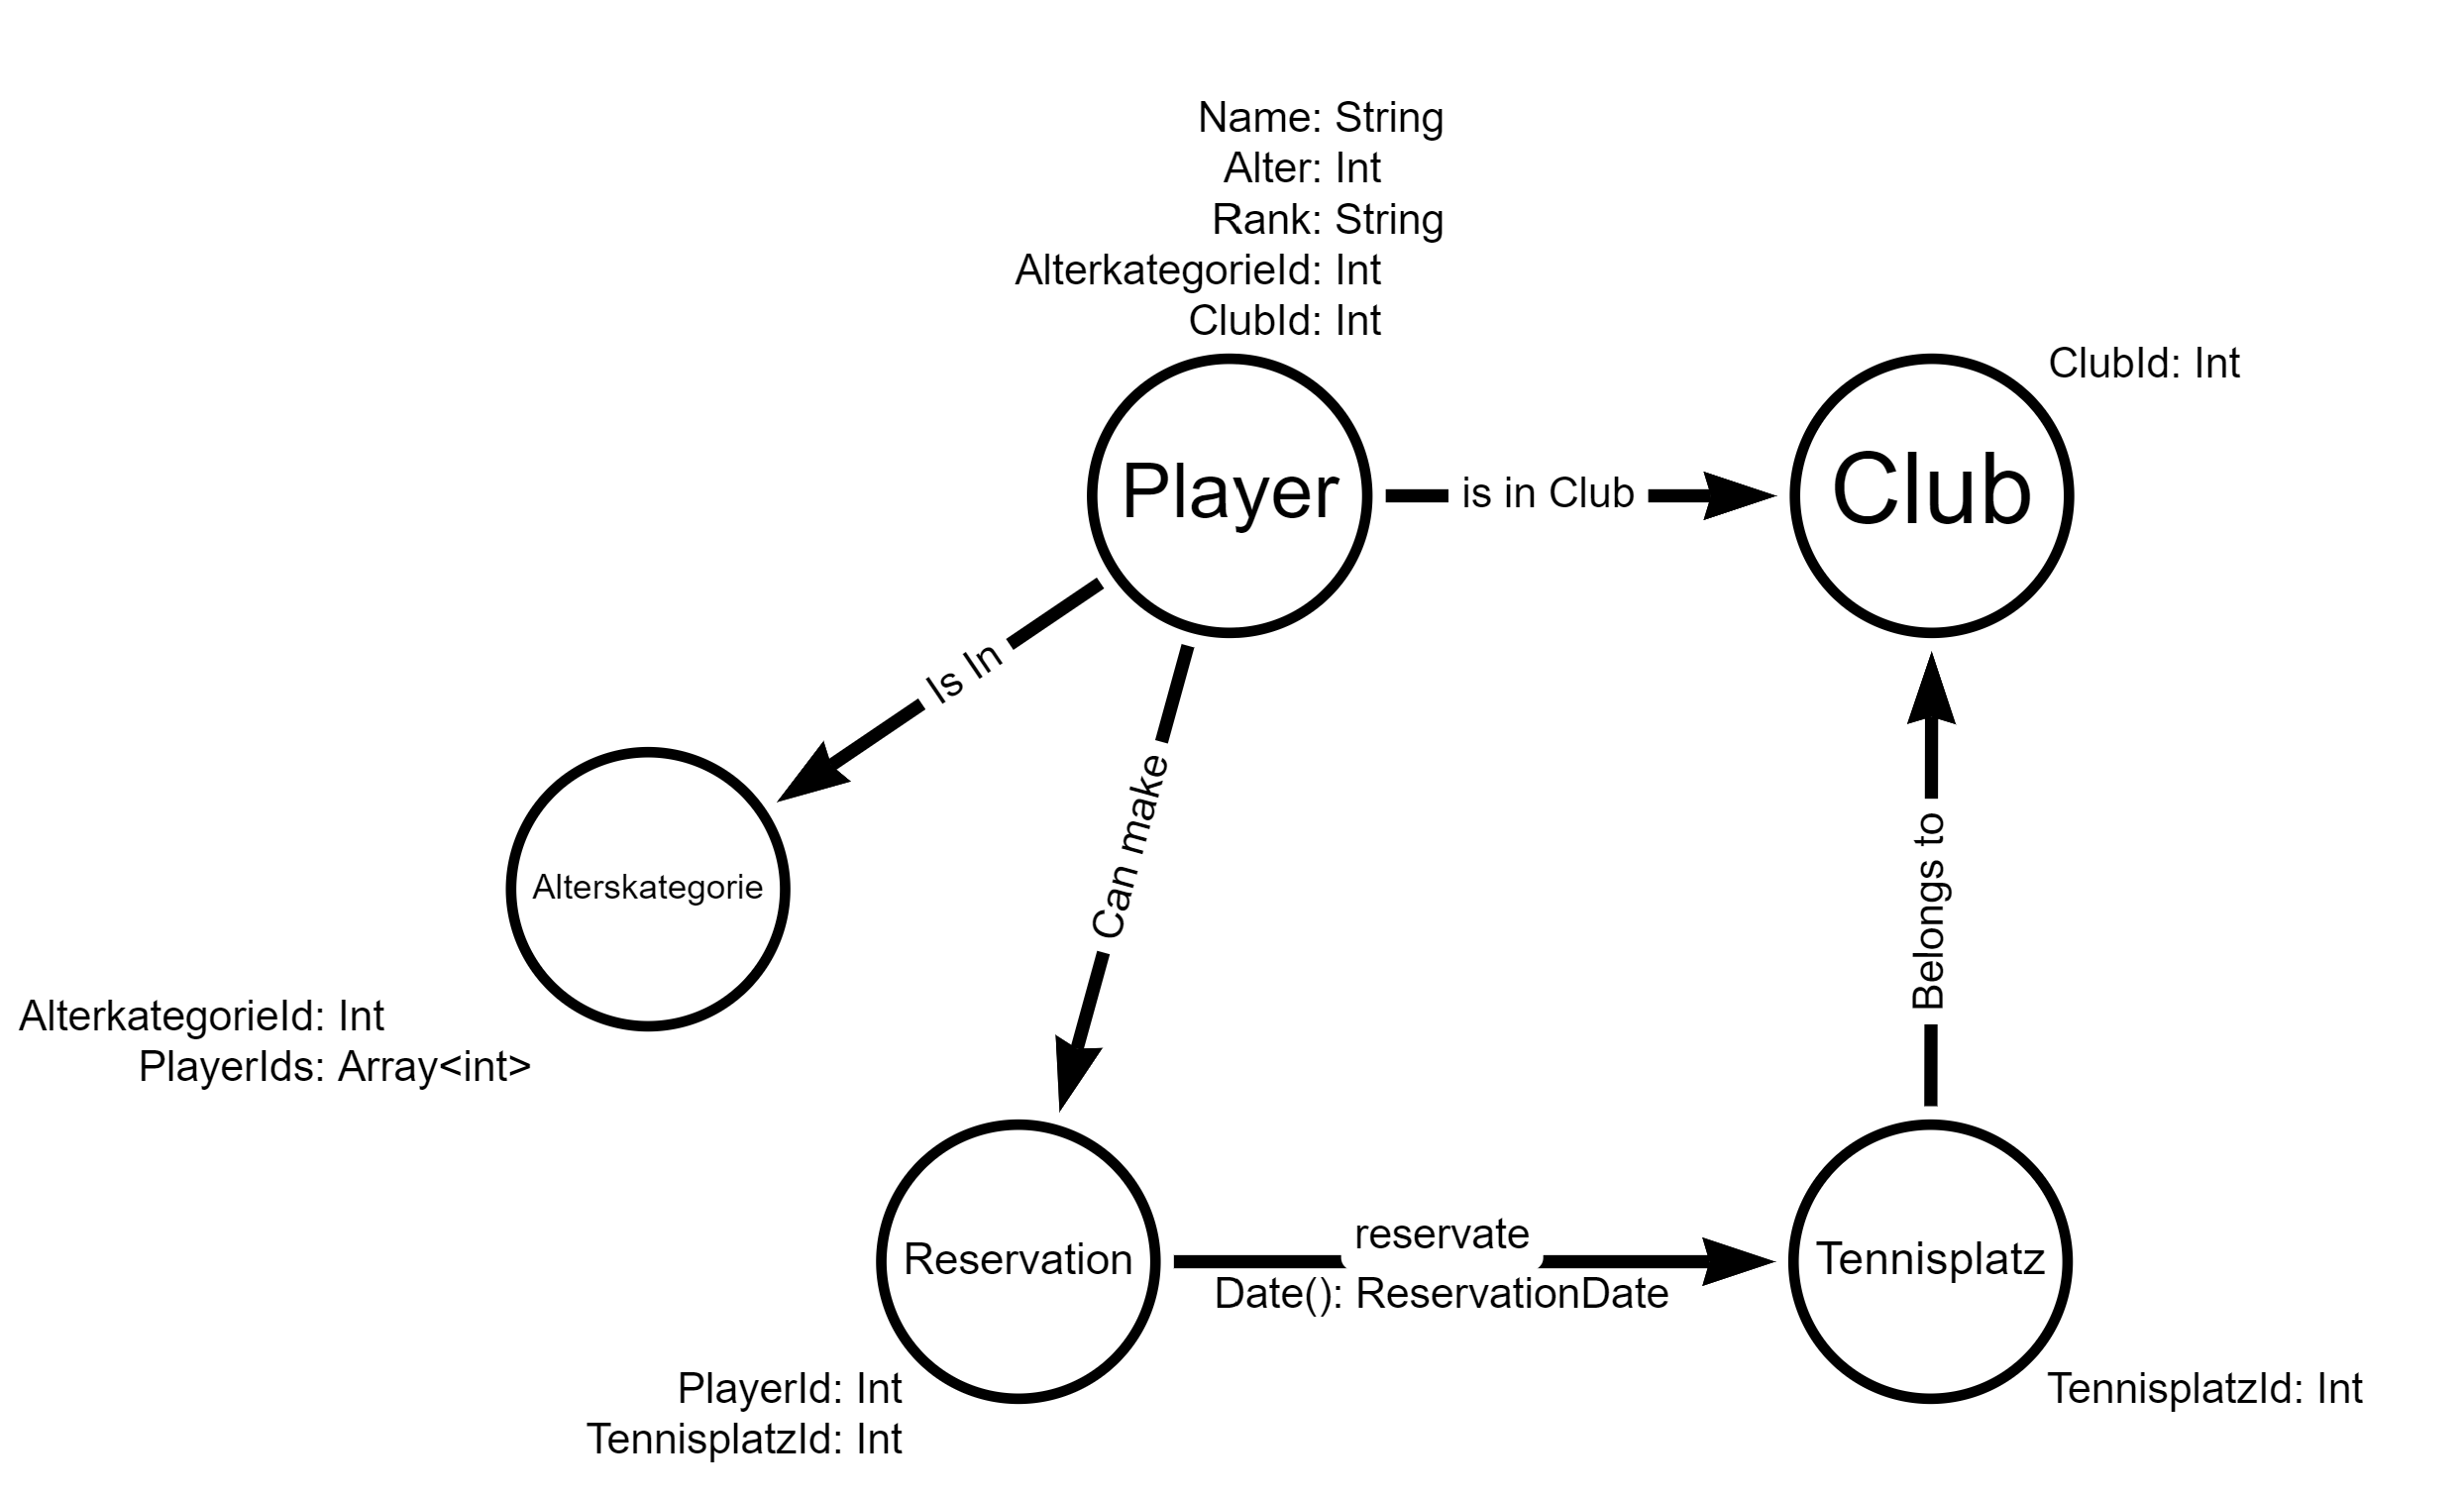 Name: String
Alter: Int
Rank: String
AlterkategorieId: Int
ClubId: Int
Player
is in Club
Club
ClubId: Int
Is In
Can make
Belongs to
Alterskategorie
AlterkategorieId: Int
PlayerIds: Array<int>
Reservation
reservate
Date(): ReservationDate
Tennisplatz
PlayerId: Int
TennisplatzId: Int
TennisplatzId: Int